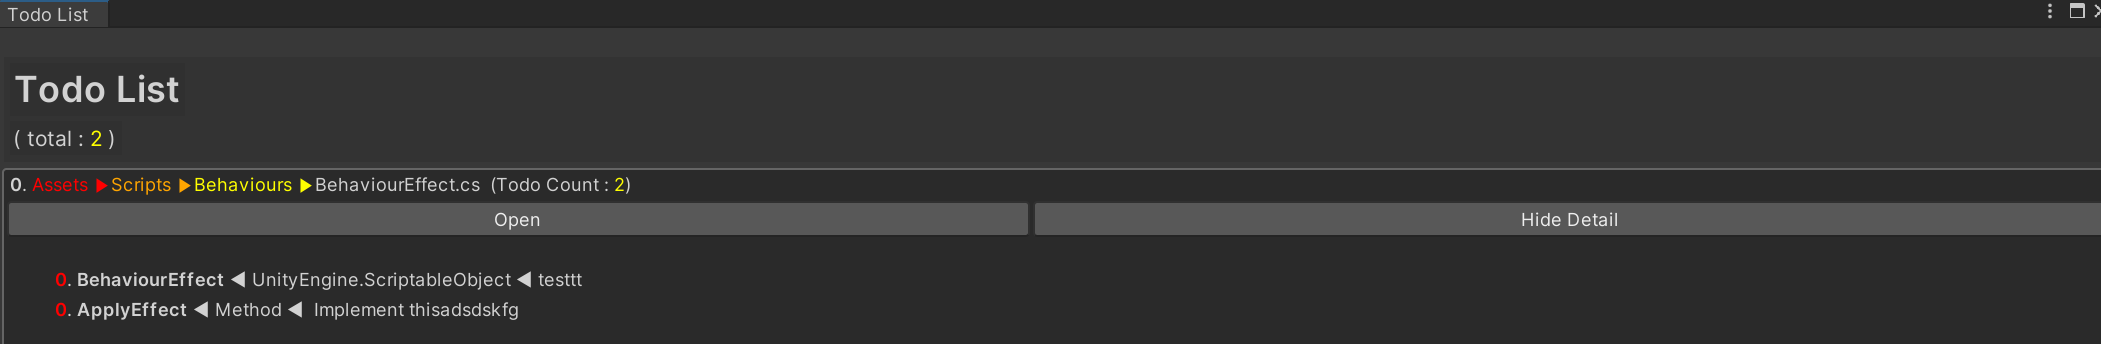 Todo List
Todo List
( total : 2 )
0. Assets ▶Scripts ▶Behaviours ▶BehaviourEffect.cs (Todo Count : 2)
Open Hide Detail
0. BehaviourEffect ◀ UnityEngine.ScriptableObject ◀ testtt
0. ApplyEffect ◀ Method ◀ Implement thisadsdskfg